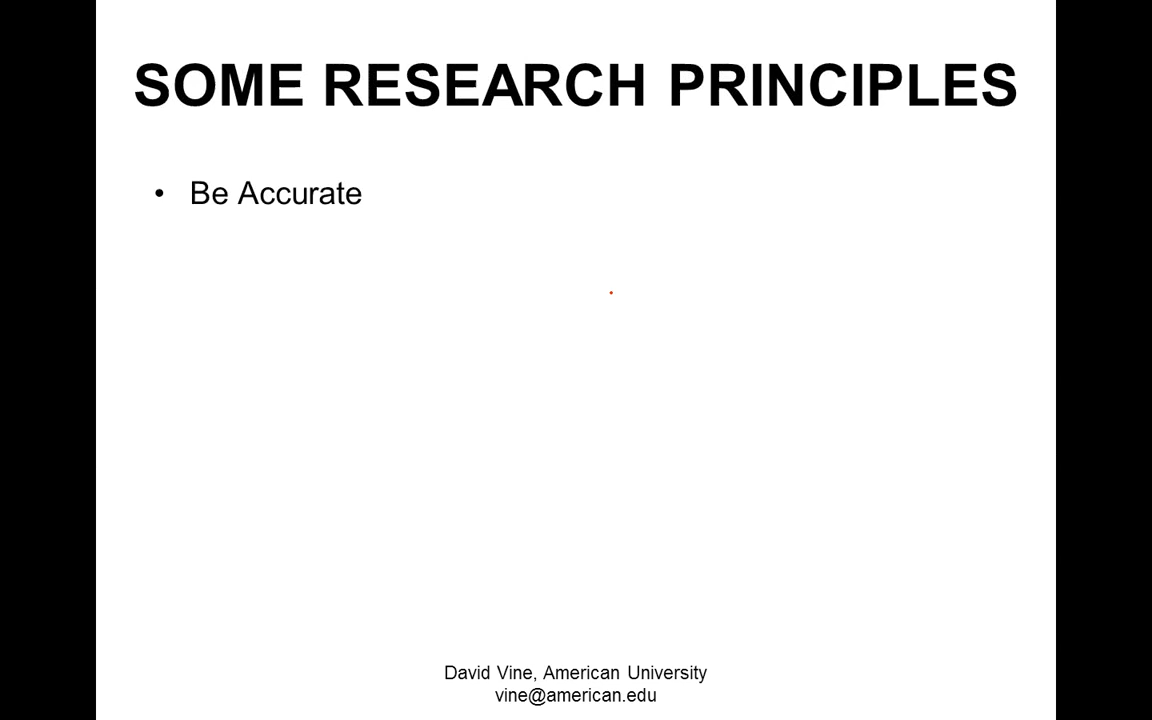 SOME RESEARCH PRINCIPLES
• Be Accurate
David Vine, American University
vine@american.edu